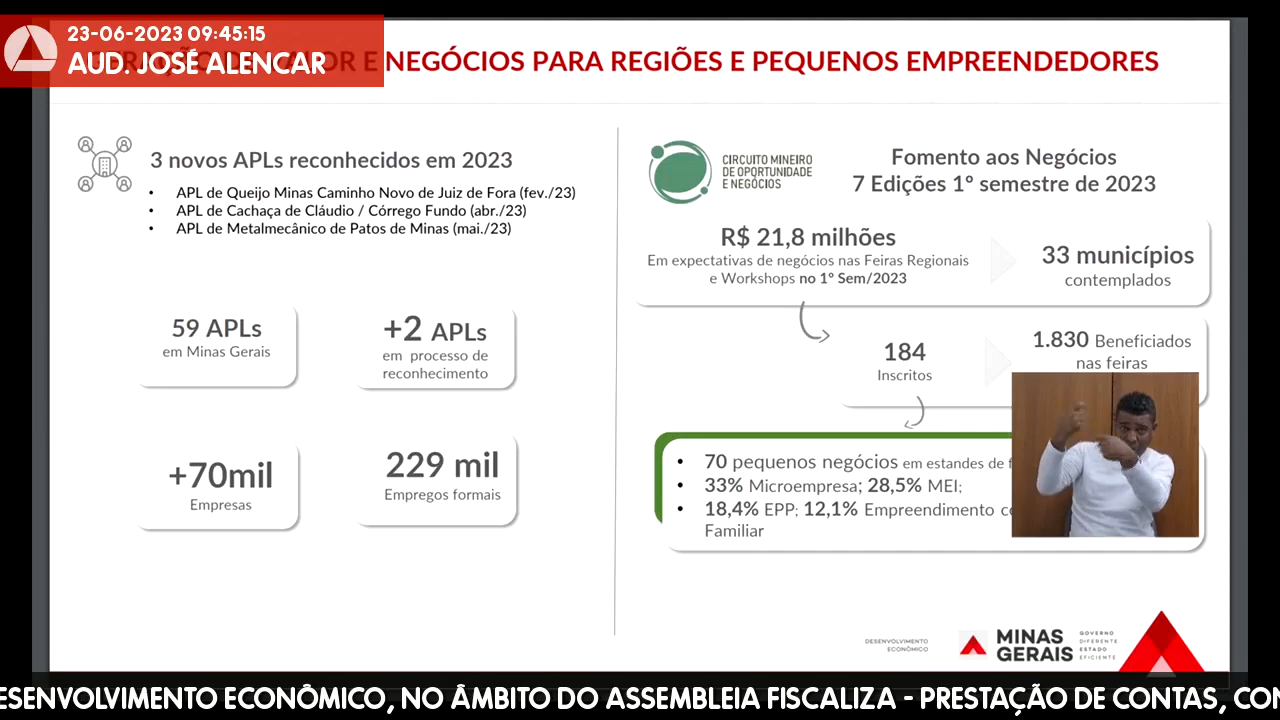 23-06-2023 09:45:15
AUD. JOSÉ ALENCAR
E NEGÓCIOS PARA REGIÕES E PEQUENOS EMPREENDEDORES
3 novos APLs reconhecidos em 2023
• APL de Queijo Minas Caminho Novo de Juiz de Fora (fev./23)
• APL de Cachaça de Cláudio / Córrego Fundo (abr./23)
• APL de Metalmecânico de Patos de Minas (mai./23)
59 APLs
em Minas Gerais
+2 APLs
em processo de
reconhecimento
+70mil
Empresas
229 mil
Empregos formais
CIRCUITO MINEIRO
DE OPORTUNIDADE
E NEGÓCIOS
Fomento aos Negócios
7 Edições 1º semestre de 2023
R$ 21,8 milhões
Em expectativas de negócios nas Feiras Regionais
e Workshops no 1º Sem/2023
33 municípios
contemplados
184
Inscritos
1.830 Beneficiados
nas feiras
• 70 pequenos negócios em estandes de
• 33% Microempresa; 28,5% MEI;
• 18,4% EPP; 12,1% Empreendimento
Familiar
DESENVOLVIMENTO
ECONÔMICO
MINAS
GERAIS
GOVERNO
DIFERENTE
ESTADO
EFICIENTE
ESENVOLVIMENTO ECONÔMICO, NO ÂMBITO DO ASSEMBLEIA FISCALIZA - PRESTAÇÃO DE CONTAS, CON